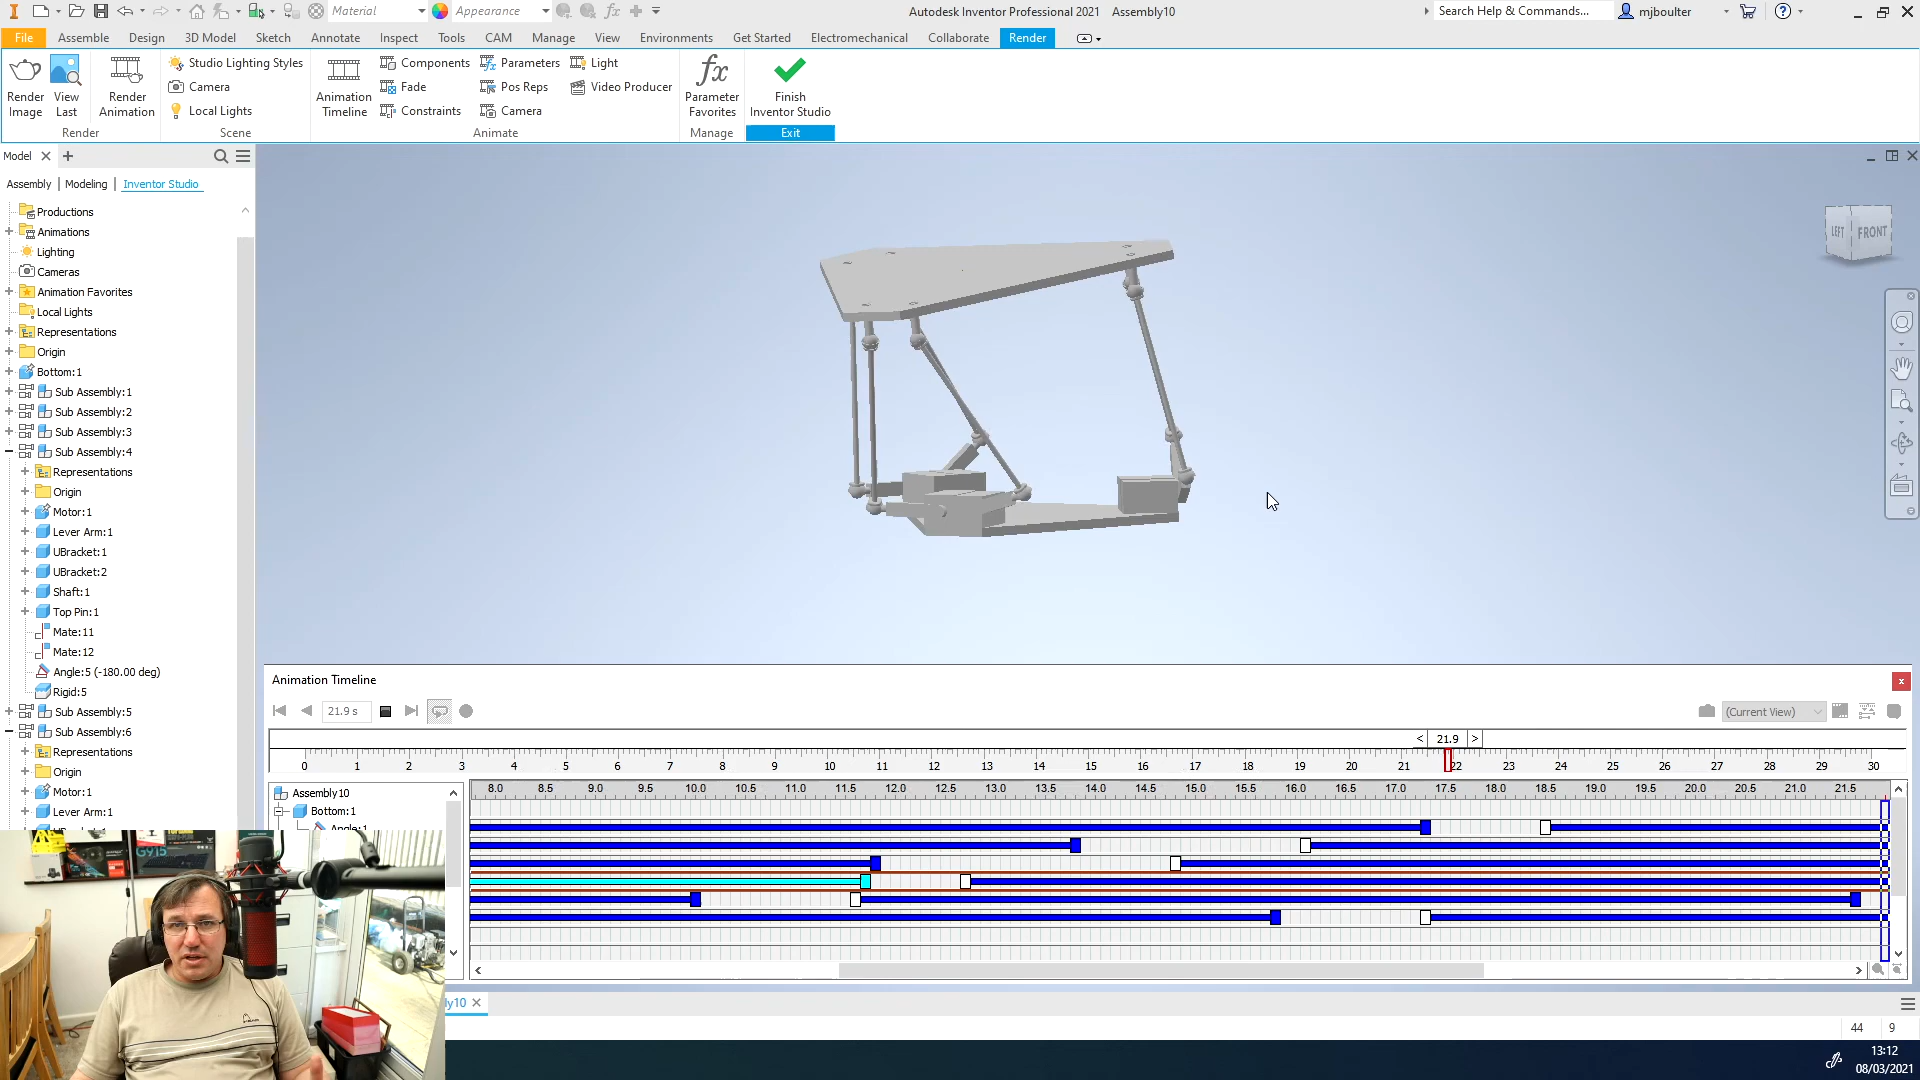 Material
Appearance
Autodesk Inventor Professional 2021 Assembly10
Search Help & Commands...
mjboulter
File Assemble Design 3D Model Sketch Annotate Inspect Tools CAM Manage View Environments Get Started Electromechanical Collaborate Render
Render Image
View Last
Render Animation
Studio Lighting Styles
Camera
Local Lights
Animation Timeline
Components
Fade
Constraints
Parameters
Pos Reps
Camera
Light
Video Producer
Parameter Favorites
Finish Inventor Studio
Render Scene Animate Manage Exit
Model
Assembly Modeling Inventor Studio
Productions
Animations
Lighting
Cameras
Animation Favorites
Local Lights
Representations
Origin
Bottom:1
Sub Assembly:1
Sub Assembly:2
Sub Assembly:3
Sub Assembly:4
Representations
Origin
Motor:1
Lever Arm:1
UBracket:1
UBracket:2
Shaft:1
Top Pin:1
Mate:11
Mate:12
Angle:5 (-180.00 deg)
Rigid:5
Sub Assembly:5
Sub Assembly:6
Representations
Origin
Motor:1
Lever Arm:1
LEFT FRONT
Animation Timeline
21.9 s
(Current View)
< 21.9 >
0 1 2 3 4 5 6 7 8 9 10 11 12 13 14 15 16 17 18 19 20 21 22 23 24 25 26 27 28 29 30
Assembly10
8.0 8.5 9.0 9.5 10.0 10.5 11.0 11.5 12.0 12.5 13.0 13.5 14.0 14.5 15.0 15.5 16.0 16.5 17.0 17.5 18.0 18.5 19.0 19.5 20.0 20.5 21.0 21.5
Bottom:1
Angle:1
G915
ly10
44 9
13:12
08/03/2021